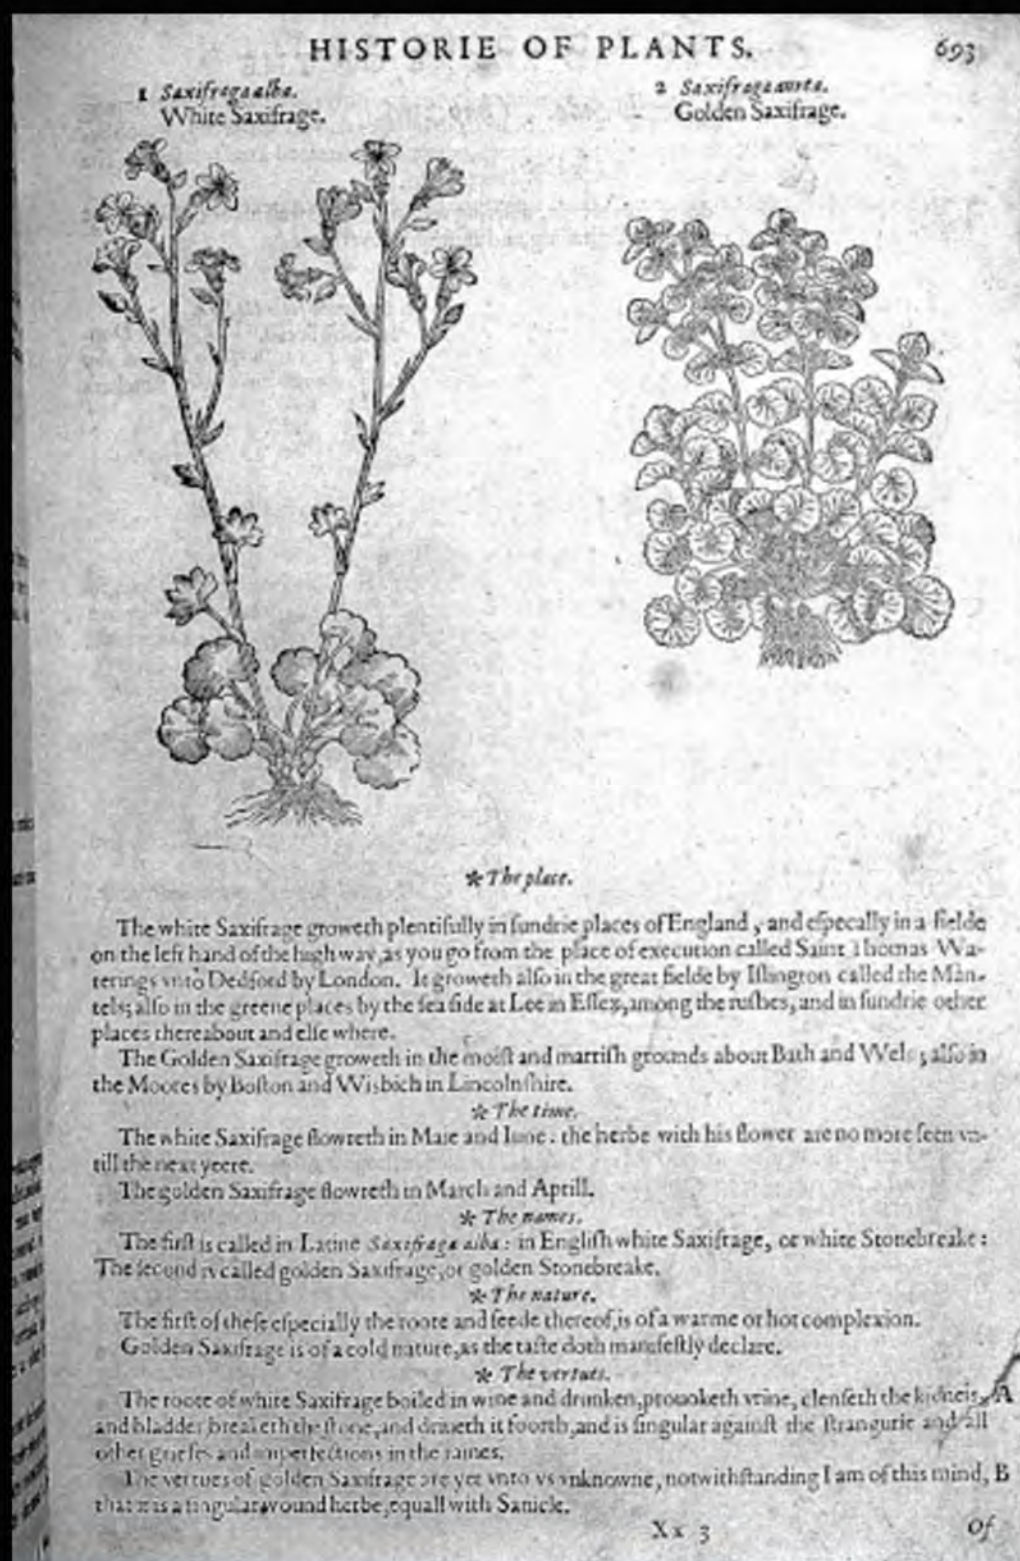 HISTORIE OF PLANTS. 693
1 Saxifraga alba.
White Saxifrage.
2 Saxifraga aurea.
Golden Saxifrage.
* The place.
The white Saxifrage groweth plentifully in ſundrie places of England, and eſpecally in a fielde
on the left hand of the high way, as you go from the place of execution called Saint Thomas Wa-
terings vnto Dedford by London. It groweth alſo in the great fielde by Iſlington called the Man-
tels; alſo in the greene places by the ſea ſide at Lee in Eſſex, among the ruſhes, and in ſundrie other
places thereabout and elſe where.
The Golden Saxifrage groweth in the moiſt and marriſh grounds about Bath and Wels; alſo in
the Moores by Boſton and Wisbich in Lincolnſhire.
* The time.
The white Saxifrage flowreth in Maie and Iune: the herbe with his flower are no more ſeen vn-
till the next yeere.
The golden Saxifrage flowreth in March and Aprill.
* The names.
The firſt is called in Latine Saxifraga alba: in Engliſh white Saxifrage, or white Stonebreake:
The ſecond is called golden Saxifrage, or golden Stonebreake.
* The nature.
The firſt of theſe eſpecially the roote and ſeede thereof, is of a warme or hot complexion.
Golden Saxifrage is of a cold nature, as the taſte doth manifeſtly declare.
* The vertues.
The roote of white Saxifrage boiled in wine and drunken, prouoketh vrine, clenſeth the kidneis, A
and bladder, breaketh the ſtone, and driueth it foorth, and is ſingular againſt the ſtrangurie and all
other griefes and imperfections in the raines.
The vertues of golden Saxifrage are yet vnto vs vnknowne, notwithſtanding I am of this mind, B
that it is a ſingular wound herbe, equall with Sanicle.
Xx 3 Of